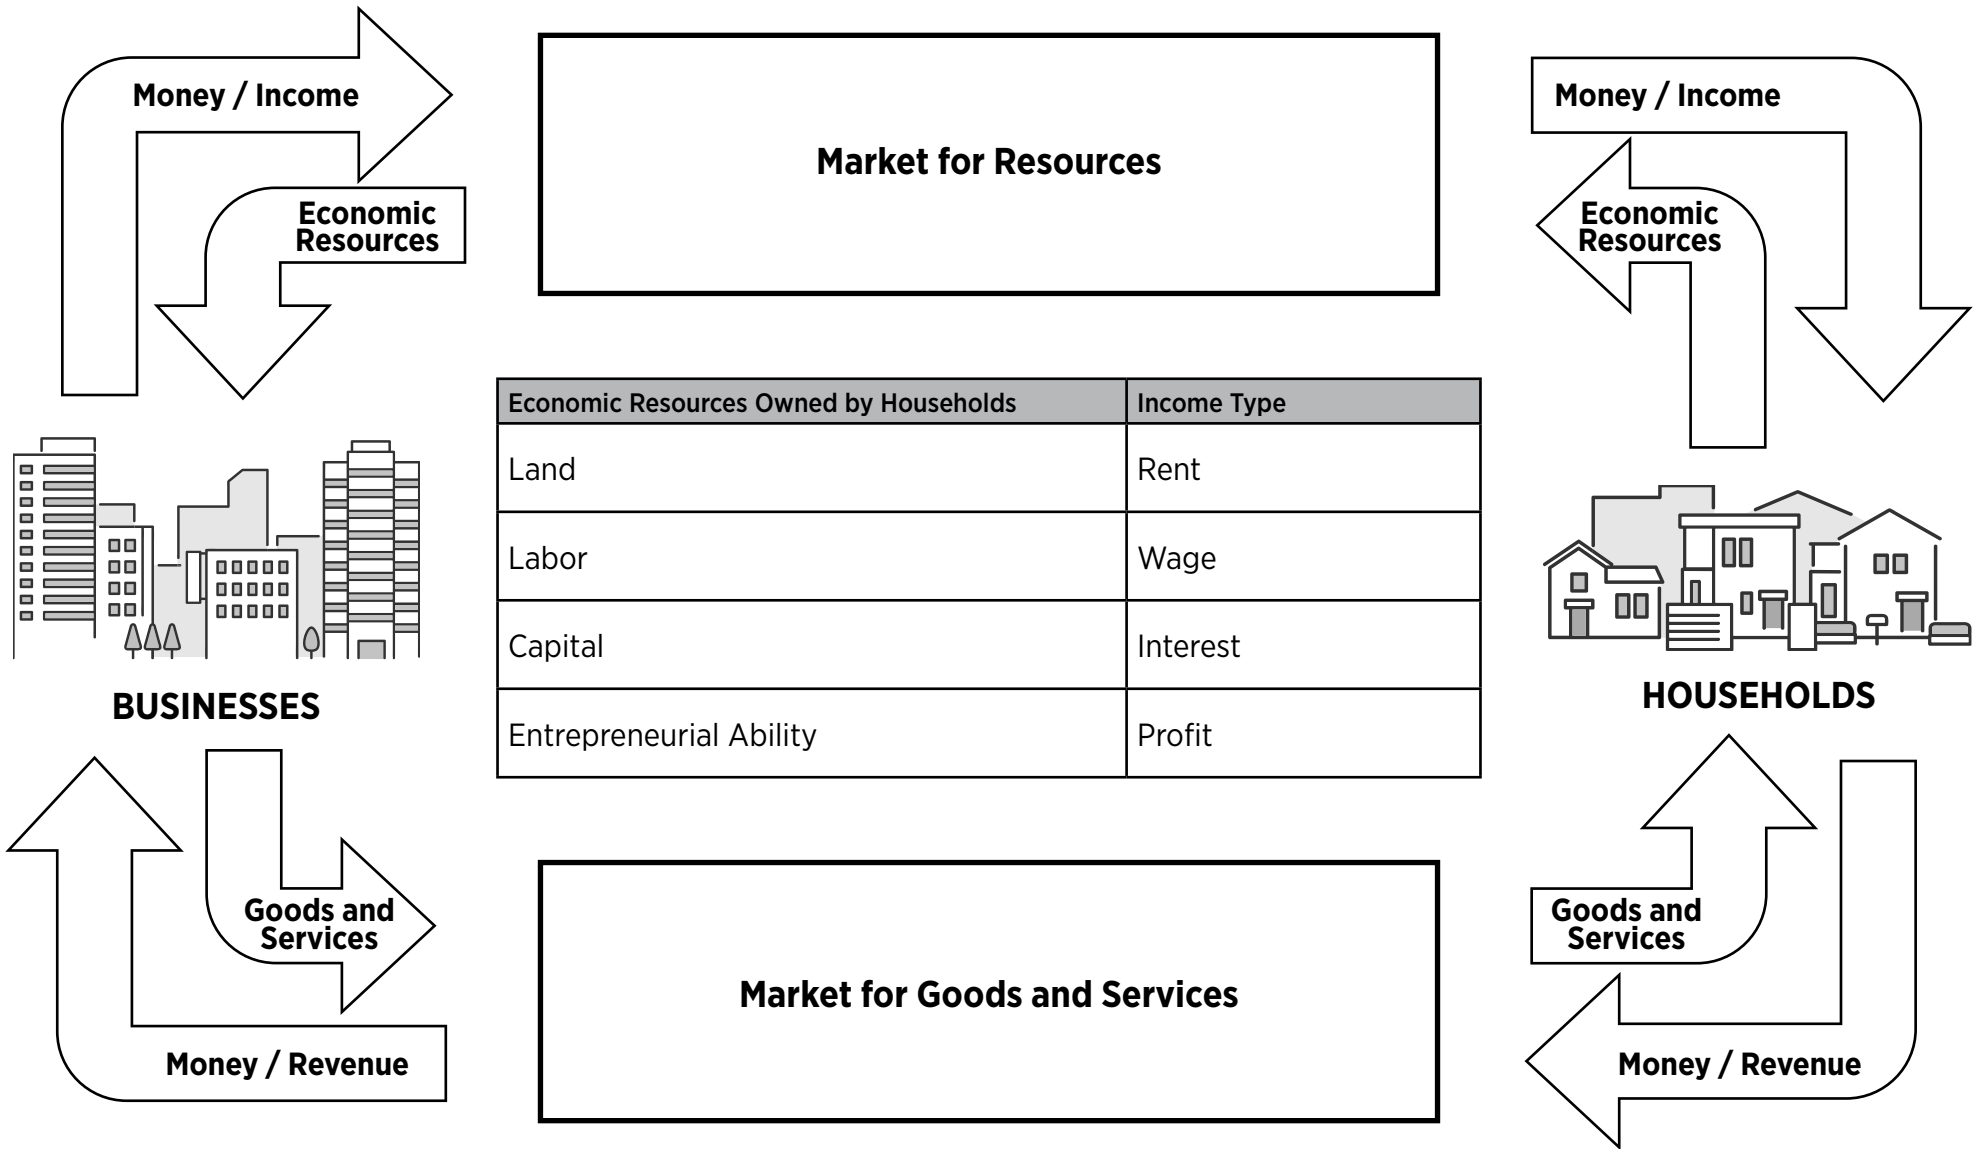 Money / Income
Market for Resources
Money / Income
Economic
Resources
Economic
Resources
Economic Resources Owned by Households
Income Type
Land
Rent
Labor
Wage
Capital
Interest
Entrepreneurial Ability
Profit
BUSINESSES
HOUSEHOLDS
Goods and
Services
Goods and
Services
Market for Goods and Services
Money / Revenue
Money / Revenue